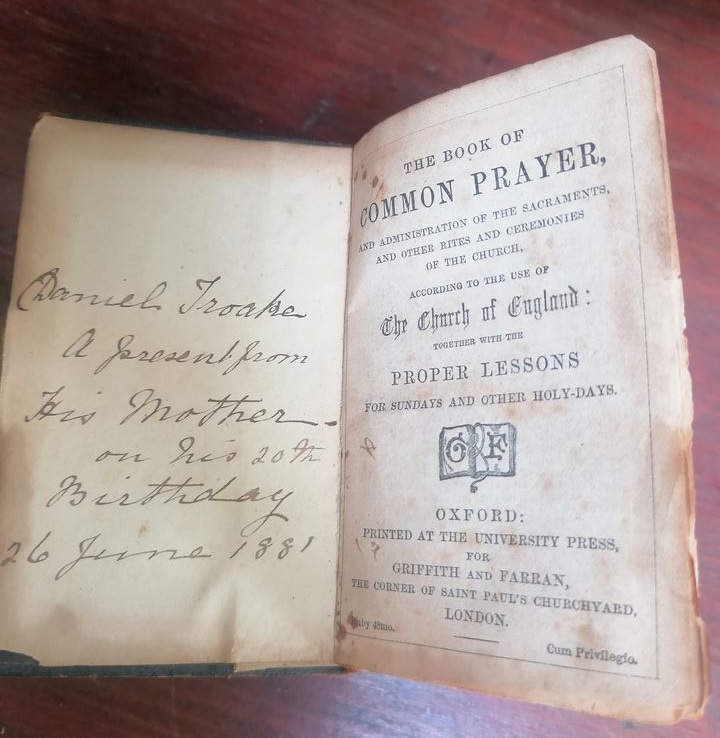 Daniel Troake
A present from
His Mother
on his 20th
Birthday
26 June 1881
THE BOOK OF
COMMON PRAYER,
AND ADMINISTRATION OF THE SACRAMENTS,
AND OTHER RITES AND CEREMONIES
OF THE CHURCH,
ACCORDING TO THE USE OF
The Church of England:
TOGETHER WITH THE
PROPER LESSONS
FOR SUNDAYS AND OTHER HOLY-DAYS.
G & F
OXFORD:
PRINTED AT THE UNIVERSITY PRESS,
FOR
GRIFFITH AND FARRAN,
THE CORNER OF SAINT PAUL'S CHURCHYARD,
LONDON.
48mo.
Cum Privilegio.